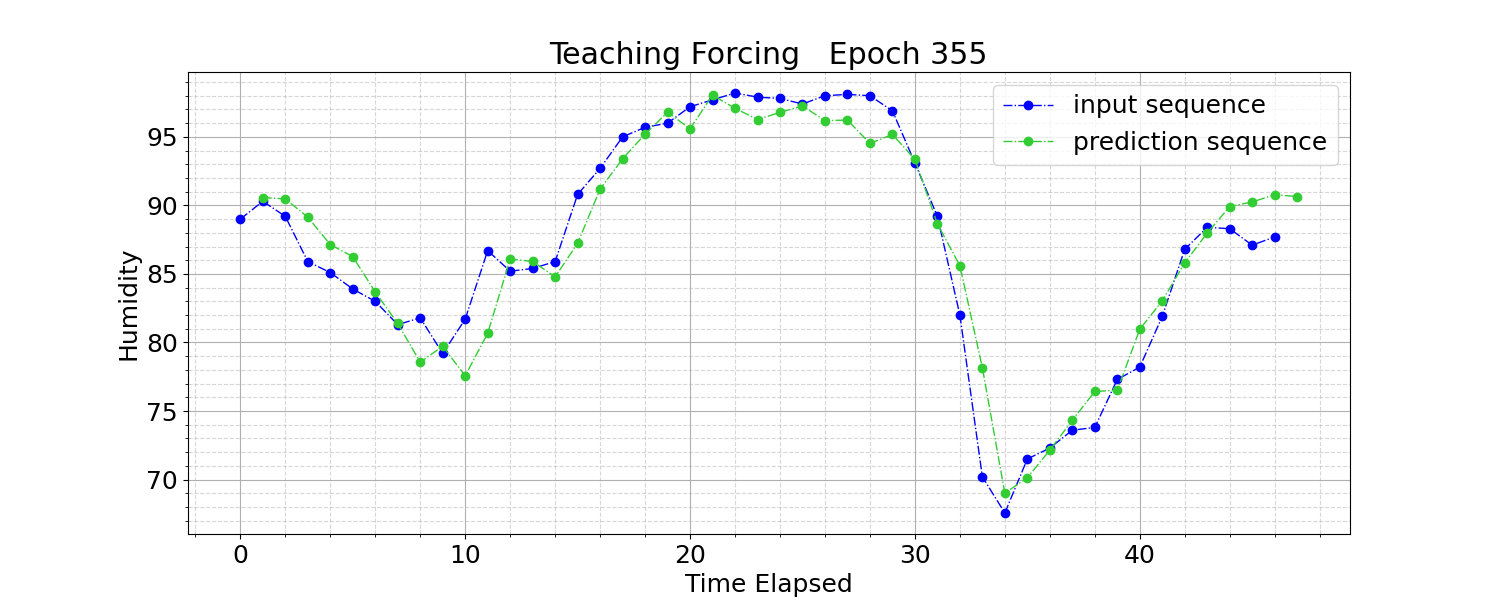 Teaching Forcing   Epoch 355
input sequence
prediction sequence
Humidity
95
90
85
80
75
70
0 10 20 30 40
Time Elapsed